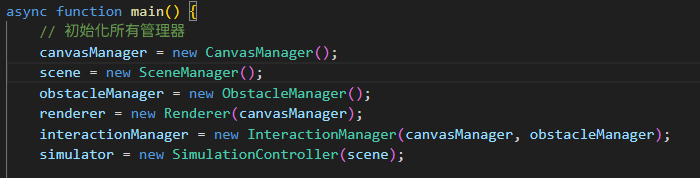 async function main() {
// 初始化所有管理器
canvasManager = new CanvasManager();
scene = new SceneManager();
obstacleManager = new ObstacleManager();
renderer = new Renderer(canvasManager);
interactionManager = new InteractionManager(canvasManager, obstacleManager);
simulator = new SimulationController(scene);